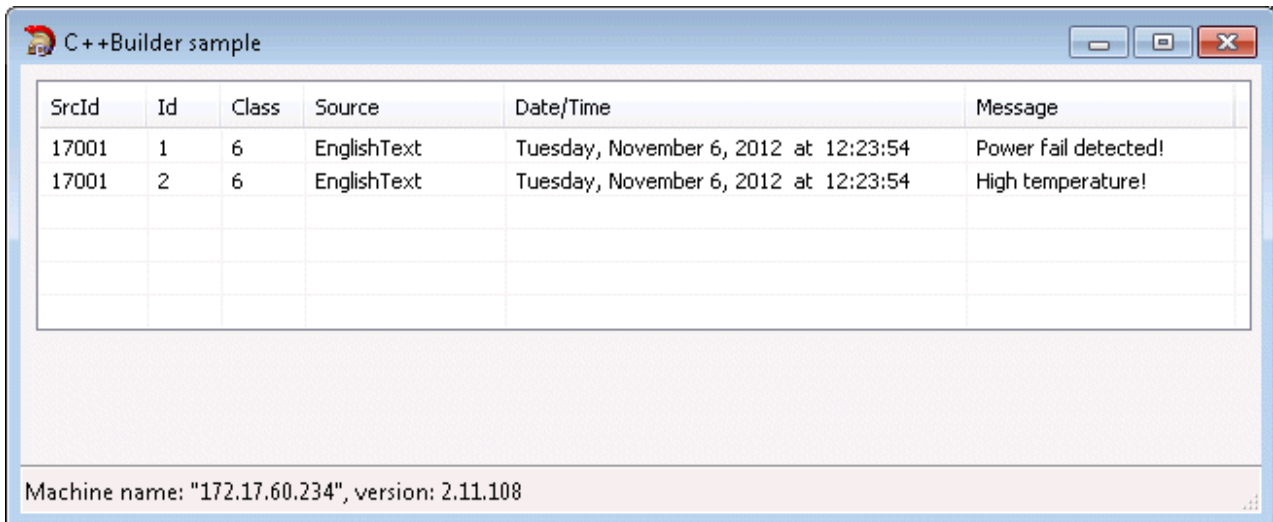 C++Builder sample
SrcId Id Class Source Date/Time Message
17001 1 6 EnglishText Tuesday, November 6, 2012 at 12:23:54 Power fail detected!
17001 2 6 EnglishText Tuesday, November 6, 2012 at 12:23:54 High temperature!
Machine name: "172.17.60.234", version: 2.11.108